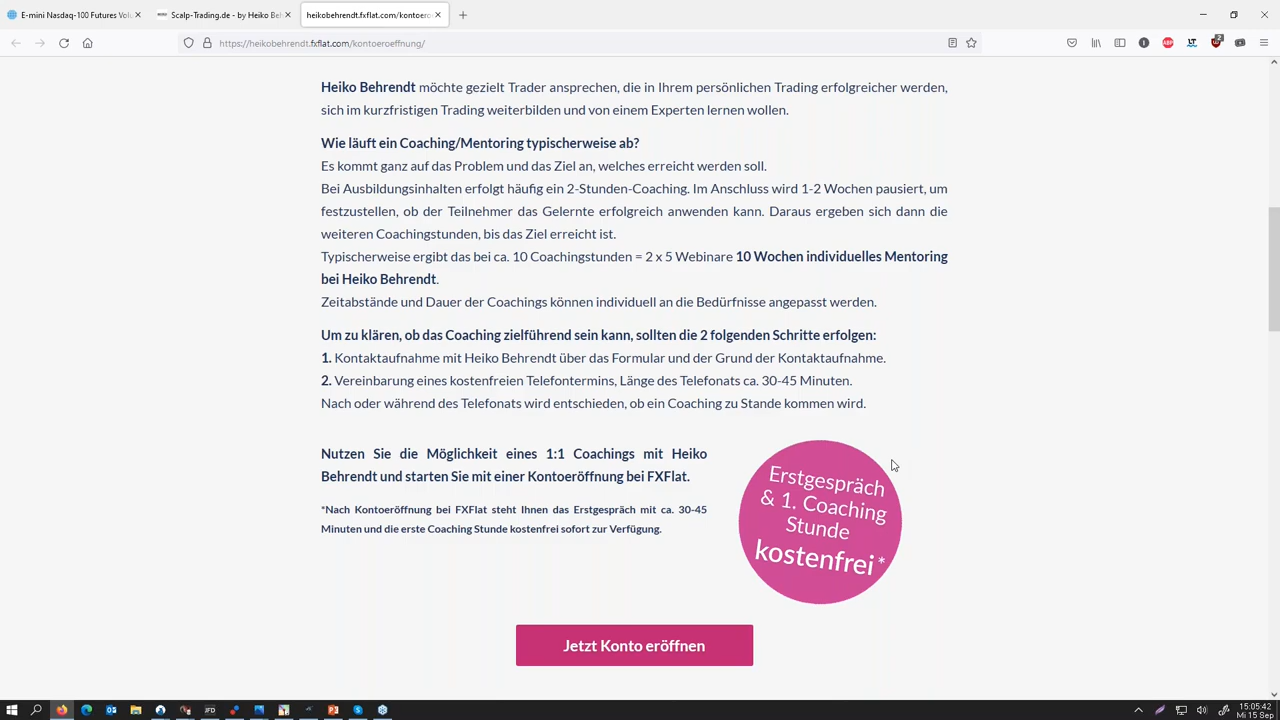 E-mini Nasdaq-100 Futures Volu
Scalp-Trading.de - by Heiko Beh
heikobehrendt.fxflat.com/kontoeroe
https://heikobehrendt.fxflat.com/kontoeroeffnung/
Heiko Behrendt möchte gezielt Trader ansprechen, die in Ihrem persönlichen Trading erfolgreicher werden,
sich im kurzfristigen Trading weiterbilden und von einem Experten lernen wollen.
Wie läuft ein Coaching/Mentoring typischerweise ab?
Es kommt ganz auf das Problem und das Ziel an, welches erreicht werden soll.
Bei Ausbildungsinhalten erfolgt häufig ein 2-Stunden-Coaching. Im Anschluss wird 1-2 Wochen pausiert, um
festzustellen, ob der Teilnehmer das Gelernte erfolgreich anwenden kann. Daraus ergeben sich dann die
weiteren Coachingstunden, bis das Ziel erreicht ist.
Typischerweise ergibt das bei ca. 10 Coachingstunden = 2 x 5 Webinare 10 Wochen individuelles Mentoring
bei Heiko Behrendt.
Zeitabstände und Dauer der Coachings können individuell an die Bedürfnisse angepasst werden.
Um zu klären, ob das Coaching zielführend sein kann, sollten die 2 folgenden Schritte erfolgen:
1. Kontaktaufnahme mit Heiko Behrendt über das Formular und der Grund der Kontaktaufnahme.
2. Vereinbarung eines kostenfreien Telefontermins, Länge des Telefonats ca. 30-45 Minuten.
Nach oder während des Telefonats wird entschieden, ob ein Coaching zu Stande kommen wird.
Nutzen Sie die Möglichkeit eines 1:1 Coachings mit Heiko
Behrendt und starten Sie mit einer Kontoeröffnung bei FXFlat.
*Nach Kontoeröffnung bei FXFlat steht Ihnen das Erstgespräch mit ca. 30-45
Minuten und die erste Coaching Stunde kostenfrei sofort zur Verfügung.
Erstgespräch
& 1. Coaching
Stunde
kostenfrei*
Jetzt Konto eröffnen
15:05:42
Mi 15 Sep